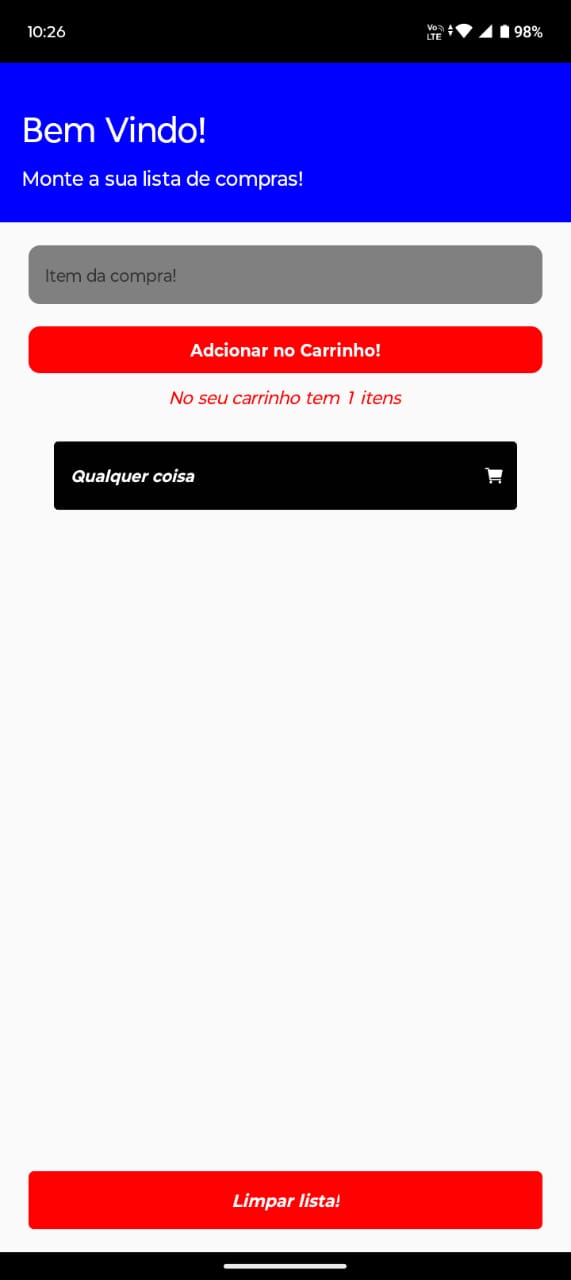 10:26
Vo LTE 98%
Bem Vindo!
Monte a sua lista de compras!
Item da compra!
Adcionar no Carrinho!
No seu carrinho tem 1 itens
Qualquer coisa
Limpar lista!